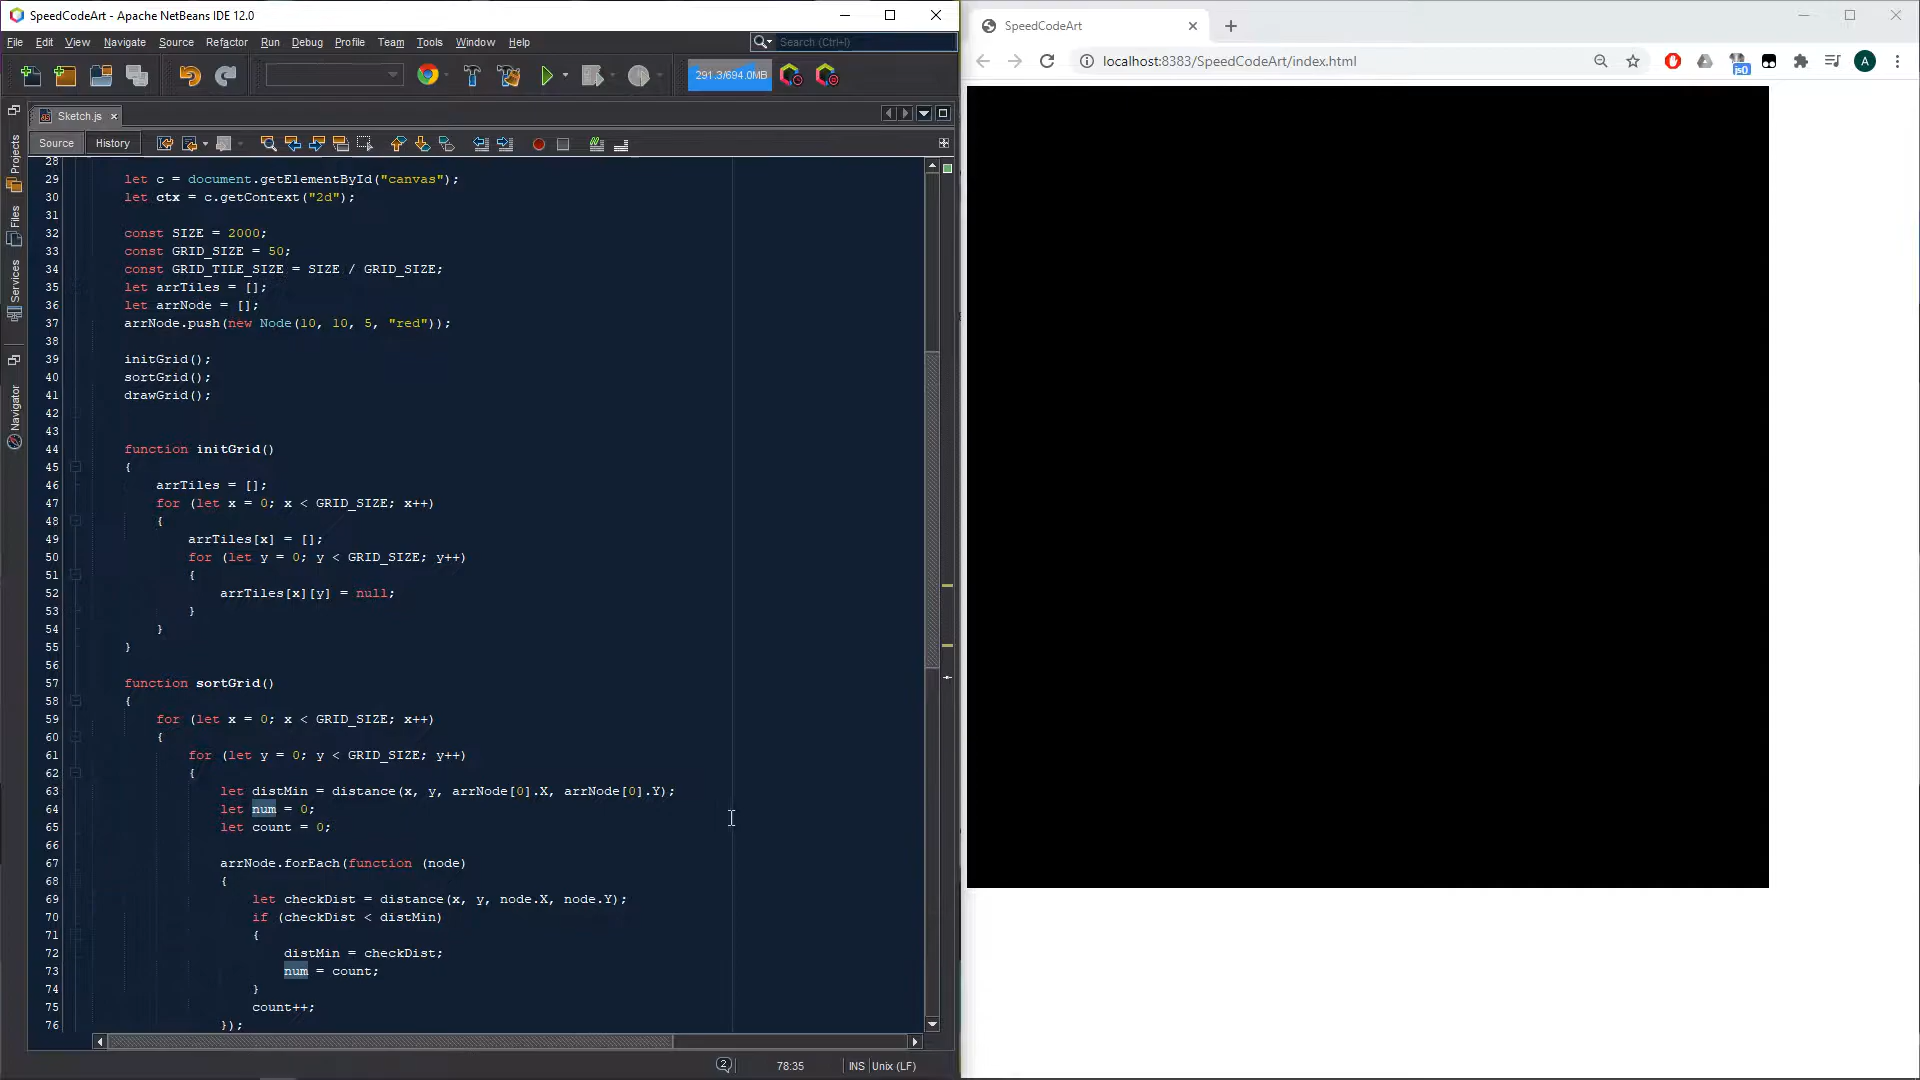 SpeedCodeArt - Apache NetBeans IDE 12.0
File Edit View Navigate Source Refactor Run Debug Profile Team Tools Window Help
Search (Ctrl+I)
291.3/694.0MB
Sketch.js
Source History
Projects
Files
Services
Navigator
28
29 let c = document.getElementById("canvas");
30 let ctx = c.getContext("2d");
31
32 const SIZE = 2000;
33 const GRID_SIZE = 50;
34 const GRID_TILE_SIZE = SIZE / GRID_SIZE;
35 let arrTiles = [];
36 let arrNode = [];
37 arrNode.push(new Node(10, 10, 5, "red"));
38
39 initGrid();
40 sortGrid();
41 drawGrid();
42
43
44 function initGrid()
45 {
46 arrTiles = [];
47 for (let x = 0; x < GRID_SIZE; x++)
48 {
49 arrTiles[x] = [];
50 for (let y = 0; y < GRID_SIZE; y++)
51 {
52 arrTiles[x][y] = null;
53 }
54 }
55 }
56
57 function sortGrid()
58 {
59 for (let x = 0; x < GRID_SIZE; x++)
60 {
61 for (let y = 0; y < GRID_SIZE; y++)
62 {
63 let distMin = distance(x, y, arrNode[0].X, arrNode[0].Y);
64 let num = 0;
65 let count = 0;
66
67 arrNode.forEach(function (node)
68 {
69 let checkDist = distance(x, y, node.X, node.Y);
70 if (checkDist < distMin)
71 {
72 distMin = checkDist;
73 num = count;
74 }
75 count++;
76 });
2 78:35 INS Unix (LF)
SpeedCodeArt
localhost:8383/SpeedCodeArt/index.html
js0
A